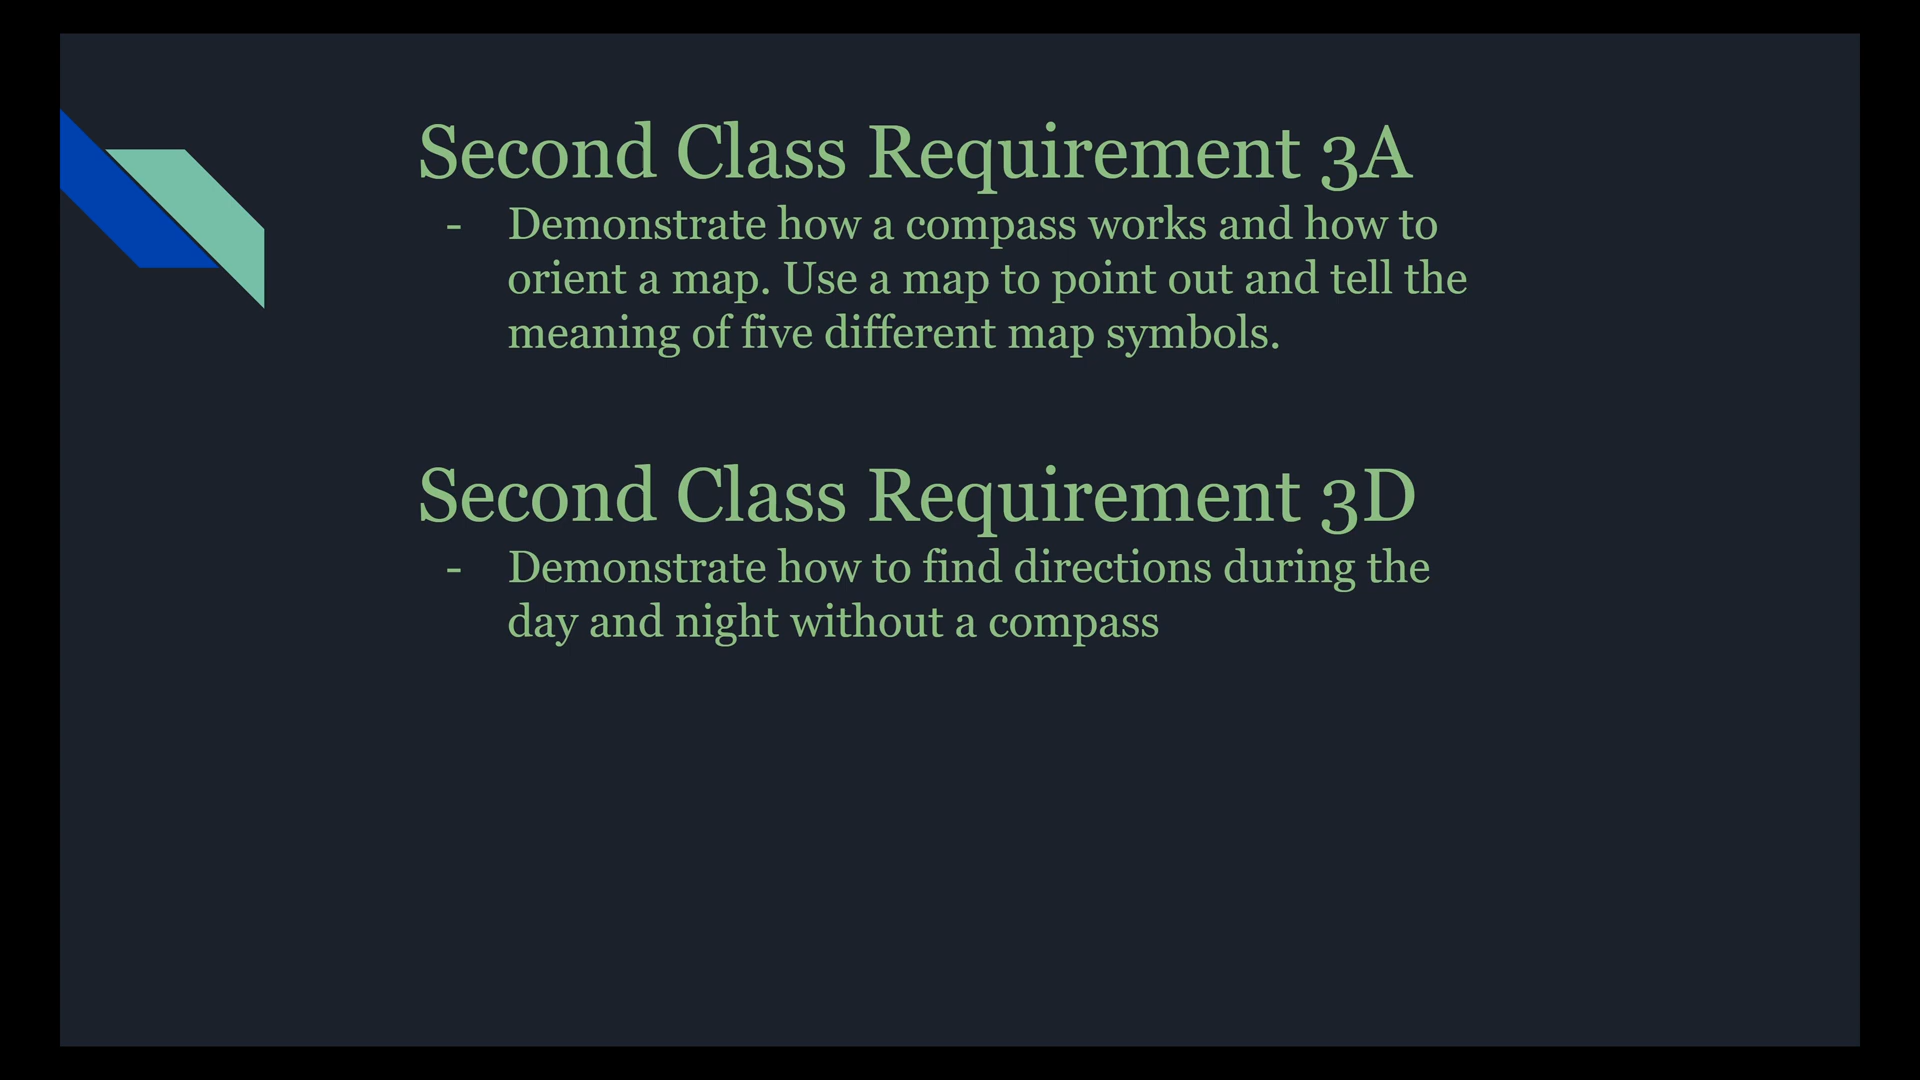 Second Class Requirement 3A
- Demonstrate how a compass works and how to
orient a map. Use a map to point out and tell the
meaning of five different map symbols.
Second Class Requirement 3D
- Demonstrate how to find directions during the
day and night without a compass